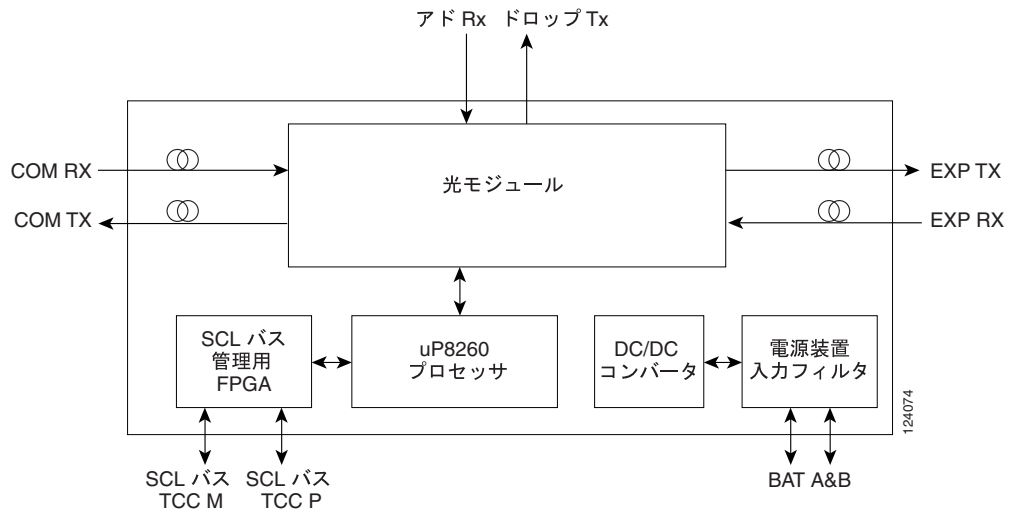 アド Rx ドロップ Tx
COM RX
光モジュール
EXP TX
COM TX
EXP RX
SCL バス
管理用
FPGA
uP8260
プロセッサ
DC/DC
コンバータ
電源装置
入力フィルタ
124074
SCL バス
TCC M
SCL バス
TCC P
BAT A&B